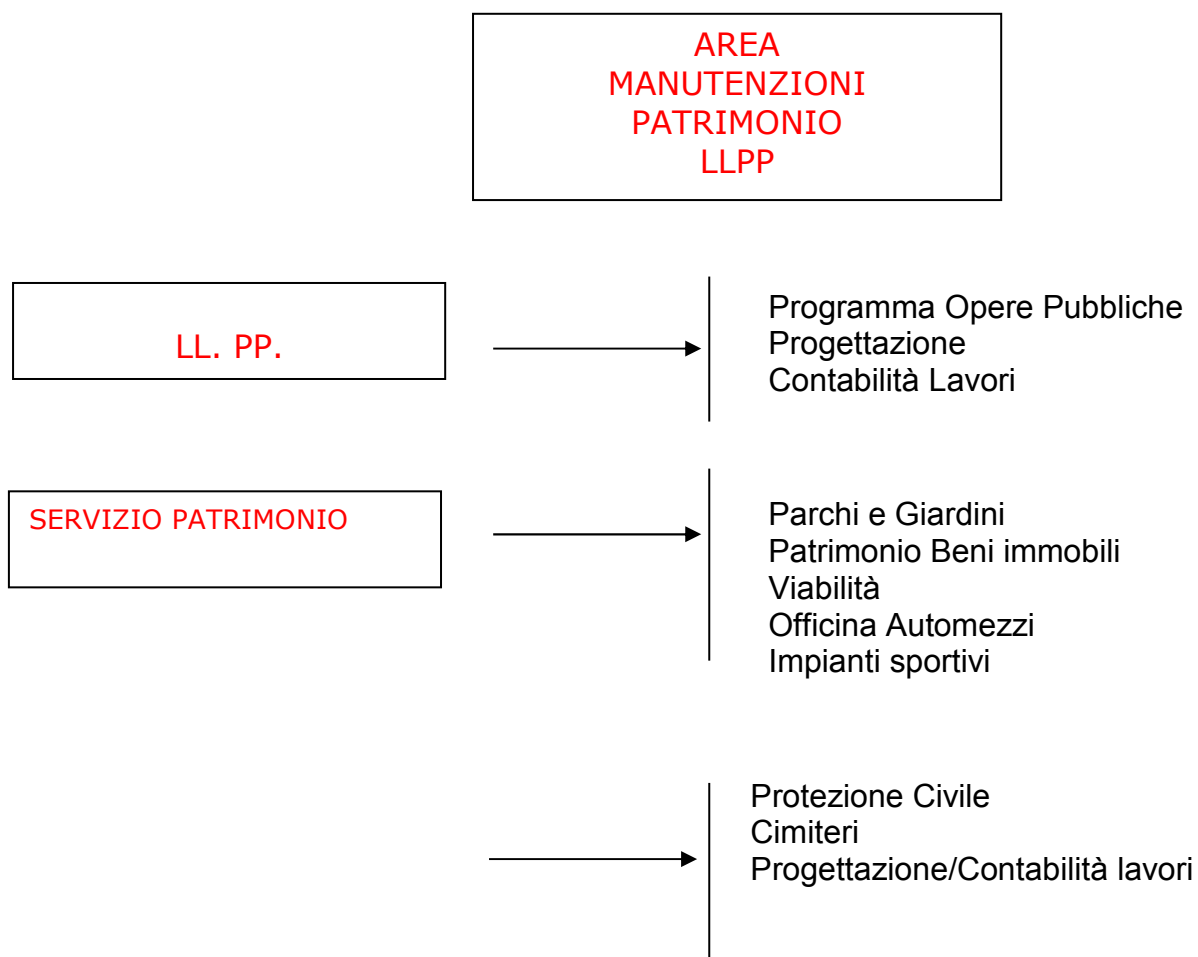 AREA
MANUTENZIONI
PATRIMONIO
LLPP
LL. PP.
Programma Opere Pubbliche
Progettazione
Contabilità Lavori
SERVIZIO PATRIMONIO
Parchi e Giardini
Patrimonio Beni immobili
Viabilità
Officina Automezzi
Impianti sportivi
Protezione Civile
Cimiteri
Progettazione/Contabilità lavori